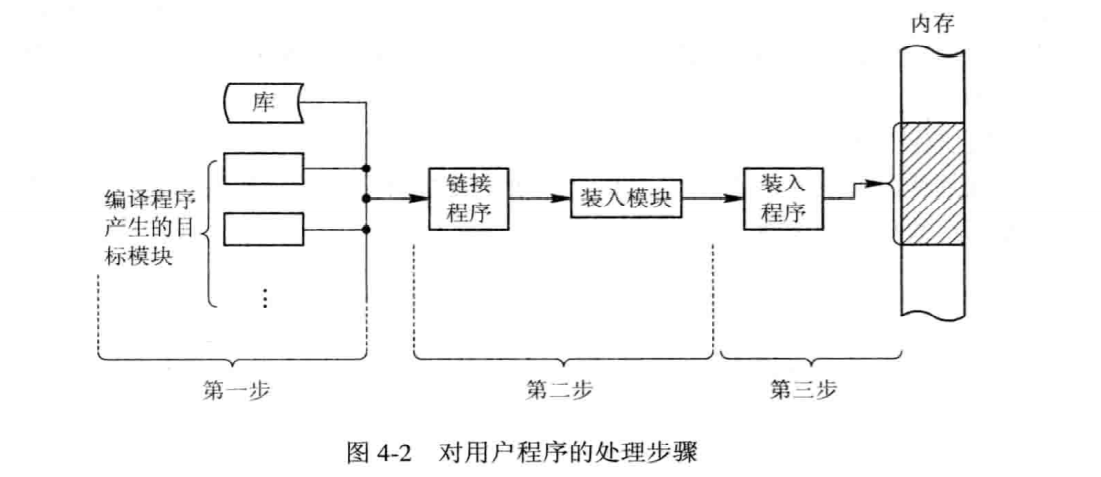 内存
库
编译程序
产生的目
标模块
链接
程序
装入模块
装入
程序
第一步
第二步
第三步
图 4-2 对用户程序的处理步骤